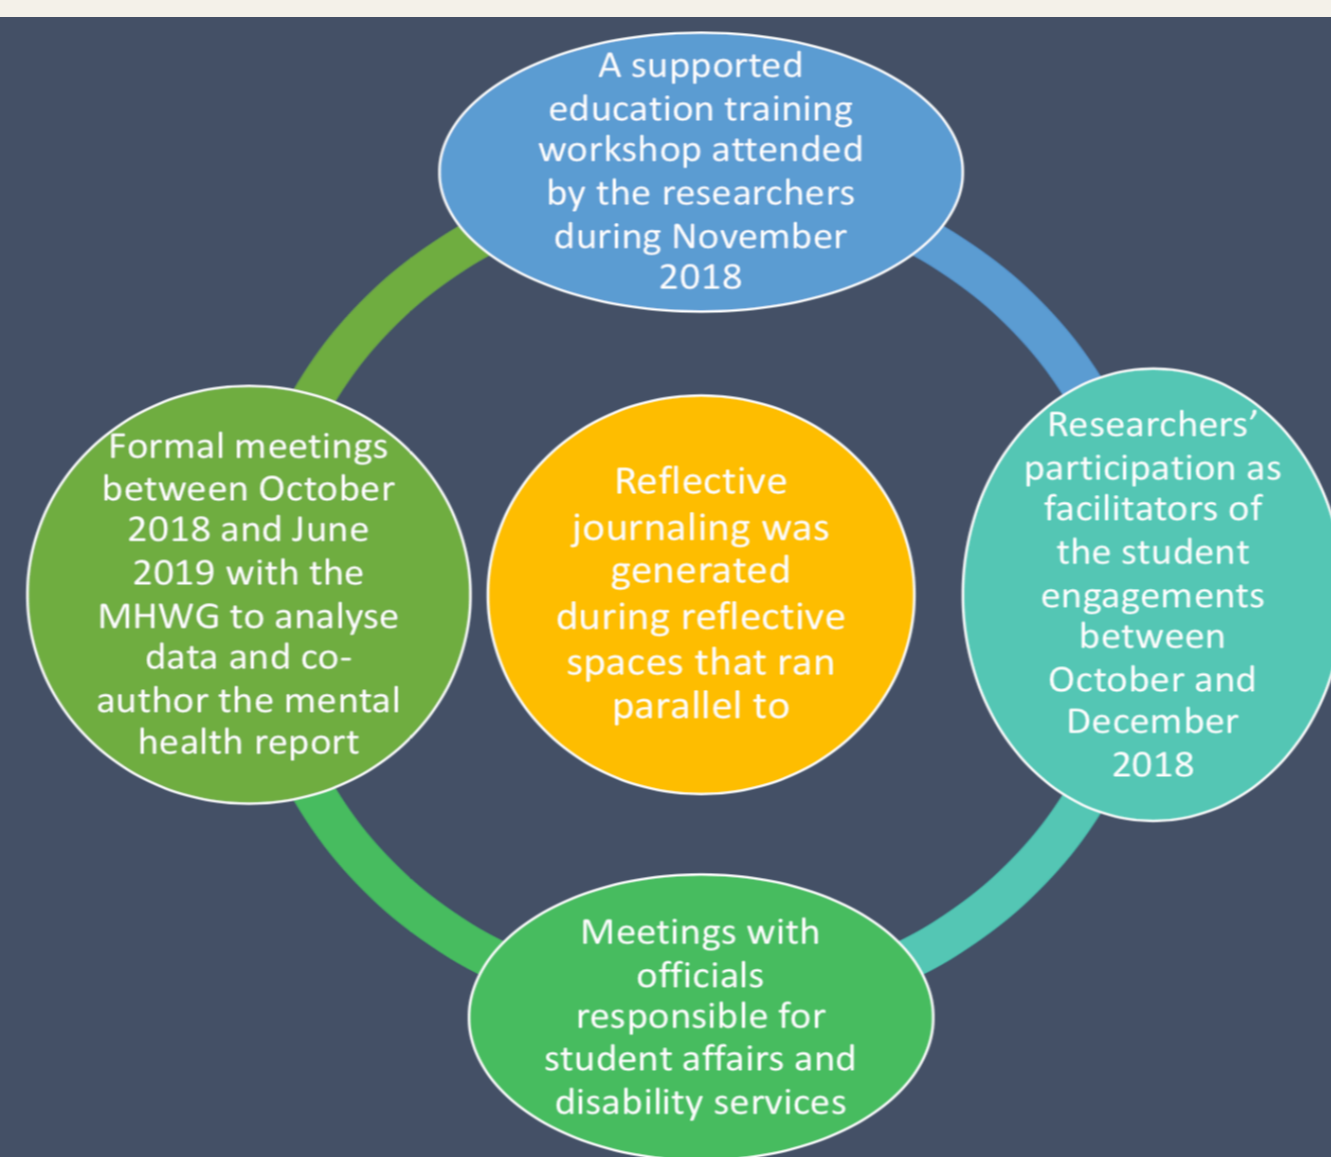 A supported
education training
workshop attended
by the researchers
during November
2018
Formal meetings
between October
2018 and June
2019 with the
MHWG to analyse
data and co-
author the mental
health report
Reflective
journaling was
generated
during reflective
spaces that ran
parallel to
Researchers’
participation as
facilitators of
the student
engagements
between
October and
December
2018
Meetings with
officials
responsible for
student affairs and
disability services